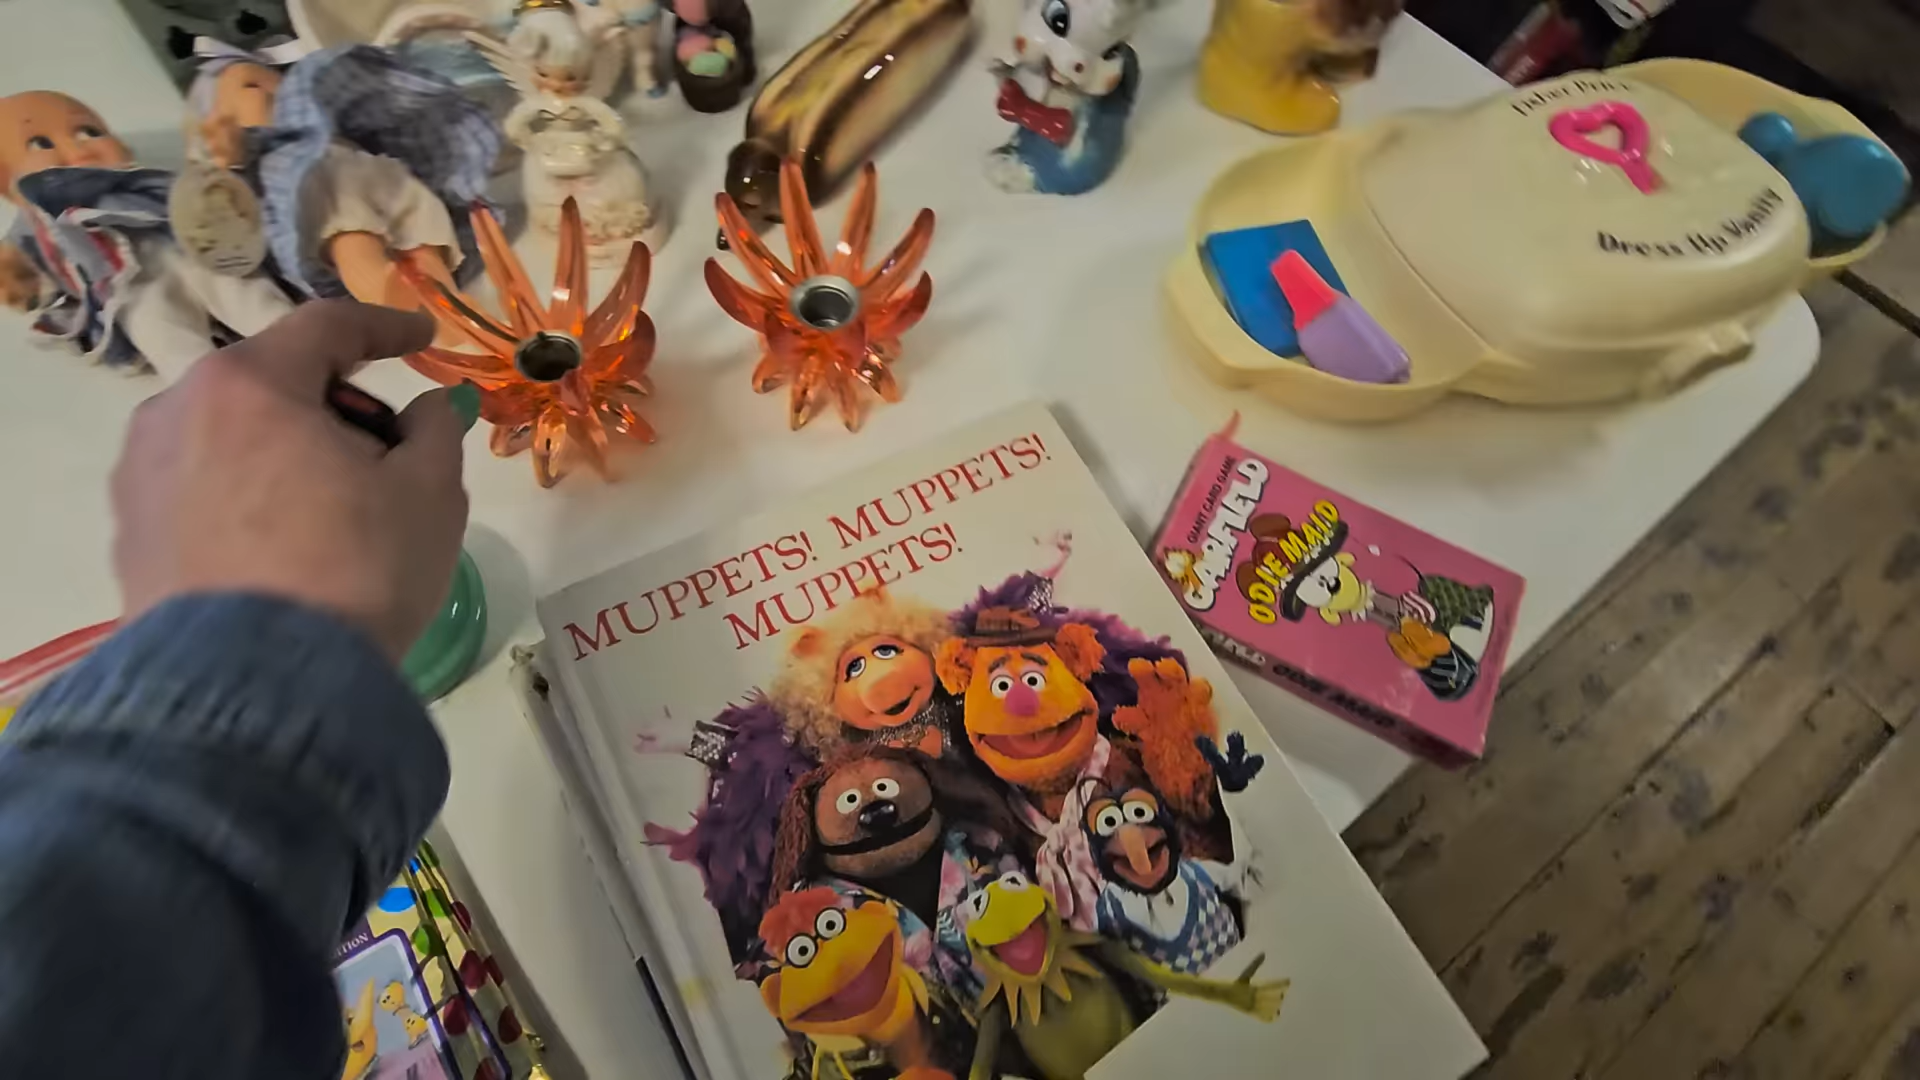 Fisher Price
Dress Up Vanity
MUPPETS! MUPPETS!
MUPPETS!
GIANT CARD GAME
GARFIELD
ODIE MAID
ODIE MAID